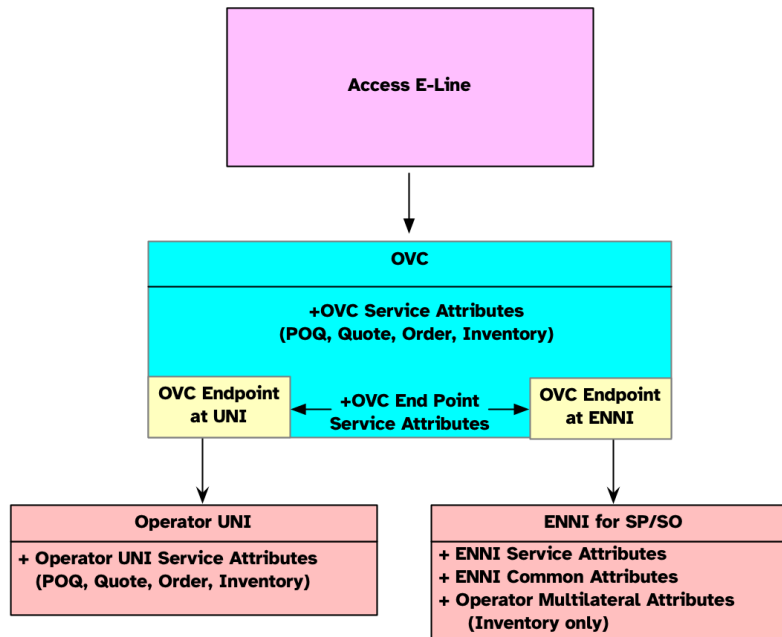 Access E-Line
OVC
+OVC Service Attributes
(POQ, Quote, Order, Inventory)
OVC Endpoint
at UNI
+OVC End Point
Service Attributes
OVC Endpoint
at ENNI
Operator UNI
+ Operator UNI Service Attributes
(POQ, Quote, Order, Inventory)
ENNI for SP/SO
+ ENNI Service Attributes
+ ENNI Common Attributes
+ Operator Multilateral Attributes
(Inventory only)